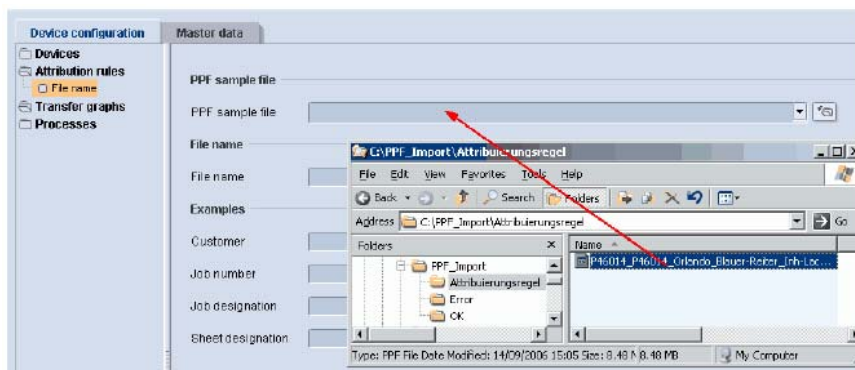 Device configuration
Master data
Devices
Attribution rules
File name
Transfer graphs
Processes
PPF sample file
PPF sample file
File name
File name
Examples
Customer
Job number
Job designation
Sheet designation
C:\PPF_Import\Attribuierungsregel
File Edit View Favorites Tools Help
Back Search Folders
Address C:\PPF_Import\Attribuierungsregel Go
Folders
Name
PPF_Import
Attribuierungsregel
Error
OK
P46014_P46014_Orlando_Blauer-Reiter_Inh-Lac...
Type: PPF File Date Modified: 14/09/2006 15:05 Size: 8.48 M 8.48 MB My Computer